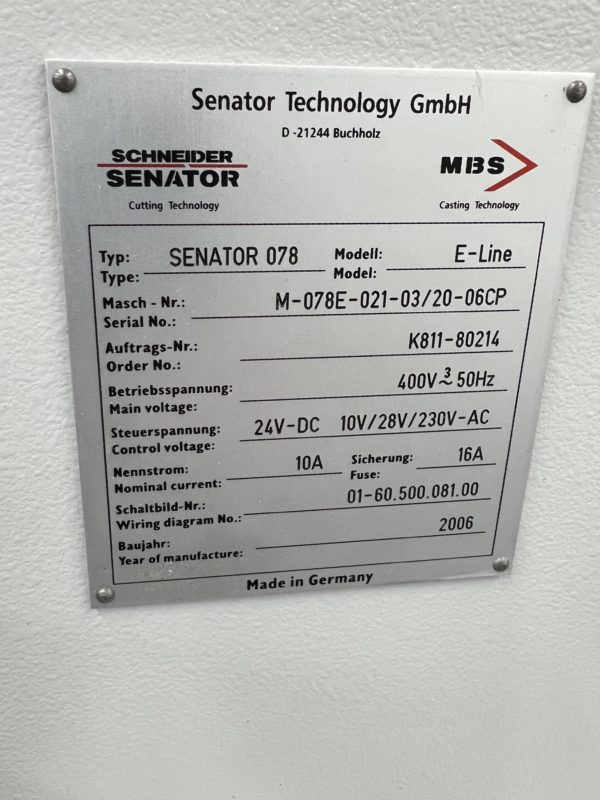 Senator Technology GmbH
D -21244 Buchholz
SCHNEIDER
SENATOR
Cutting Technology
MBS
Casting Technology
Typ: SENATOR 078 Modell: E-Line
Type: Model:
Masch - Nr.: M-078E-021-03/20-06CP
Serial No.:
Auftrags-Nr.: K811-80214
Order No.:
Betriebsspannung: 400V 3~ 50Hz
Main voltage:
Steuerspannung: 24V-DC 10V/28V/230V-AC
Control voltage:
Nennstrom: 10A Sicherung: 16A
Nominal current: Fuse:
Schaltbild-Nr.: 01-60.500.081.00
Wiring diagram No.:
Baujahr: 2006
Year of manufacture:
Made in Germany